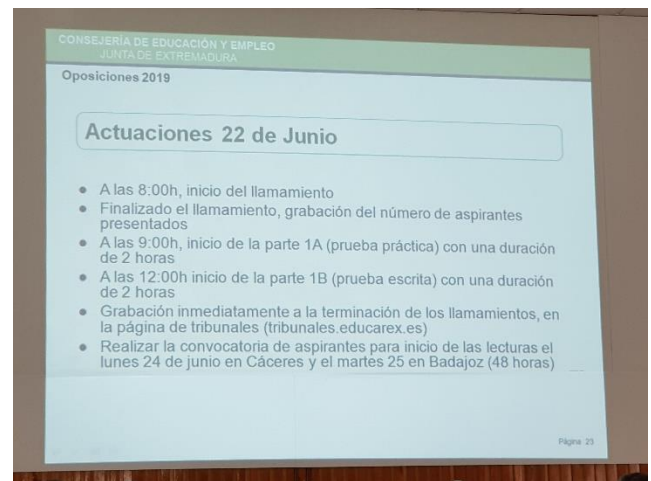 CONSEJERÍA DE EDUCACIÓN Y EMPLEO
JUNTA DE EXTREMADURA
Oposiciones 2019
Actuaciones 22 de Junio
● A las 8:00h, inicio del llamamiento
● Finalizado el llamamiento, grabación del número de aspirantes
presentados
● A las 9:00h, inicio de la parte 1A (prueba práctica) con una duración
de 2 horas
● A las 12:00h inicio de la parte 1B (prueba escrita) con una duración
de 2 horas
● Grabación inmediatamente a la terminación de los llamamientos, en
la página de tribunales (tribunales.educarex.es)
● Realizar la convocatoria de aspirantes para inicio de las lecturas el
lunes 24 de junio en Cáceres y el martes 25 en Badajoz (48 horas)
Página 23